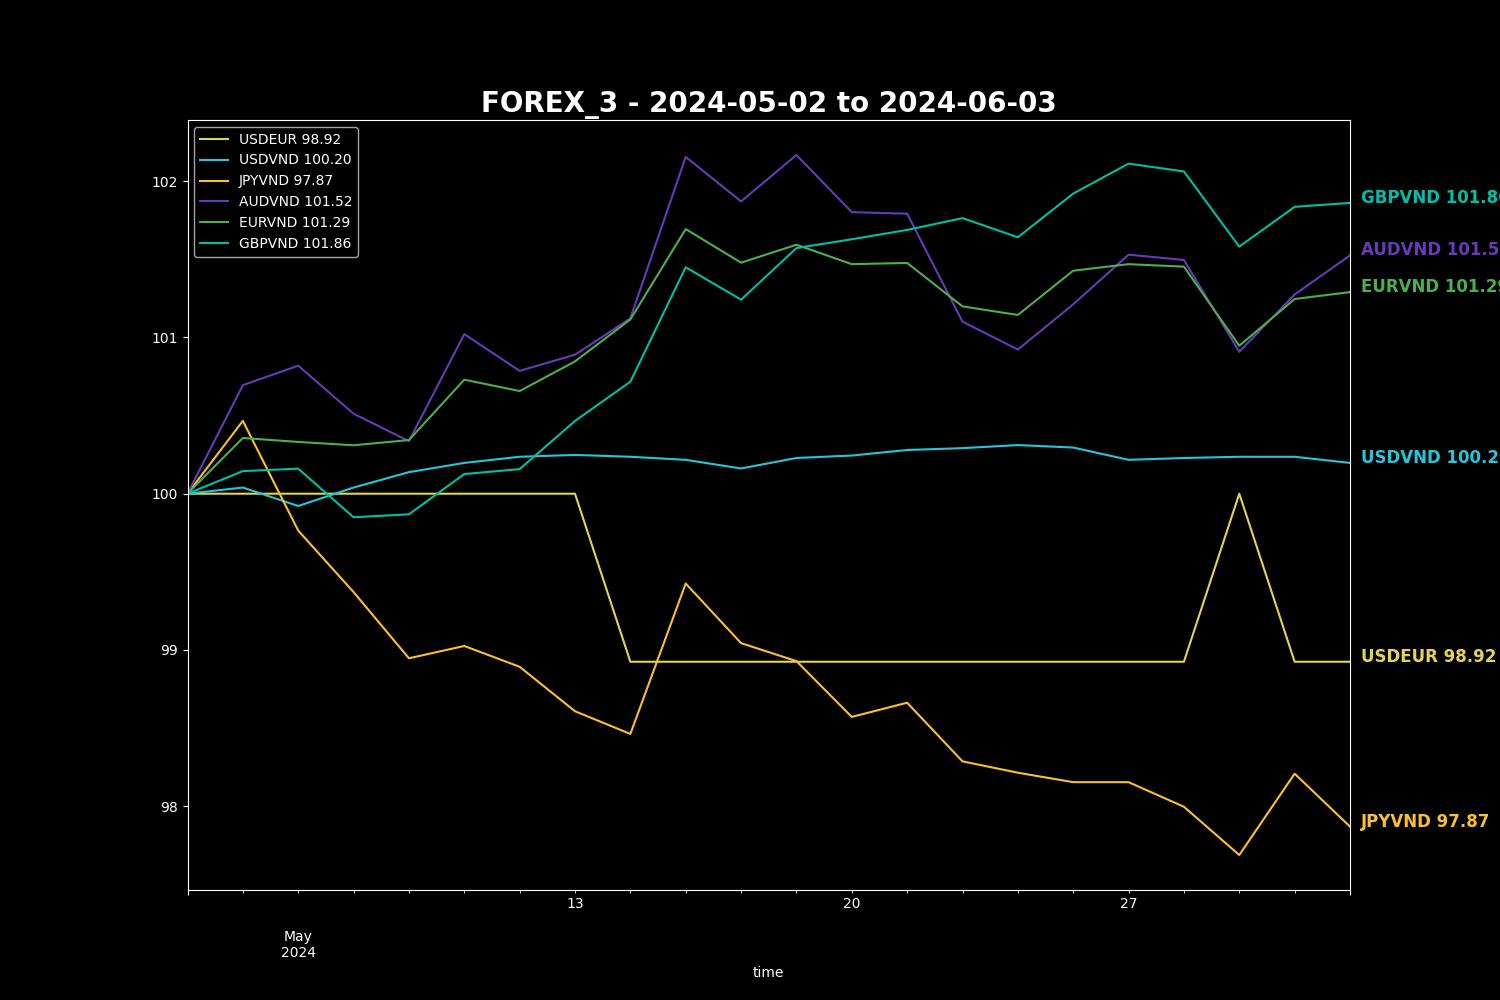 FOREX_3 - 2024-05-02 to 2024-06-03
USDEUR 98.92
USDVND 100.20
JPYVND 97.87
AUDVND 101.52
EURVND 101.29
GBPVND 101.86
102
101
100
99
98
GBPVND 101.8
AUDVND 101.5
EURVND 101.29
USDVND 100.2
USDEUR 98.92
JPYVND 97.87
13
20
27
May
2024
time